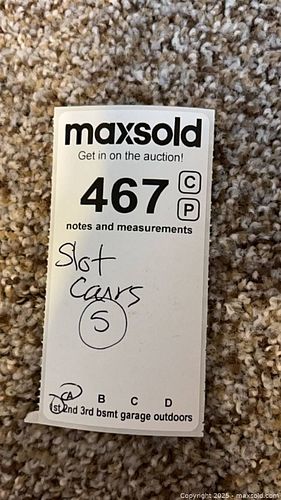 maxsold
Get in on the auction!
467 C
P
notes and measurements
Slot
Cars
5
A B C D
1st 2nd 3rd bsmt garage outdoors
Copyright 2025 - maxsold.com